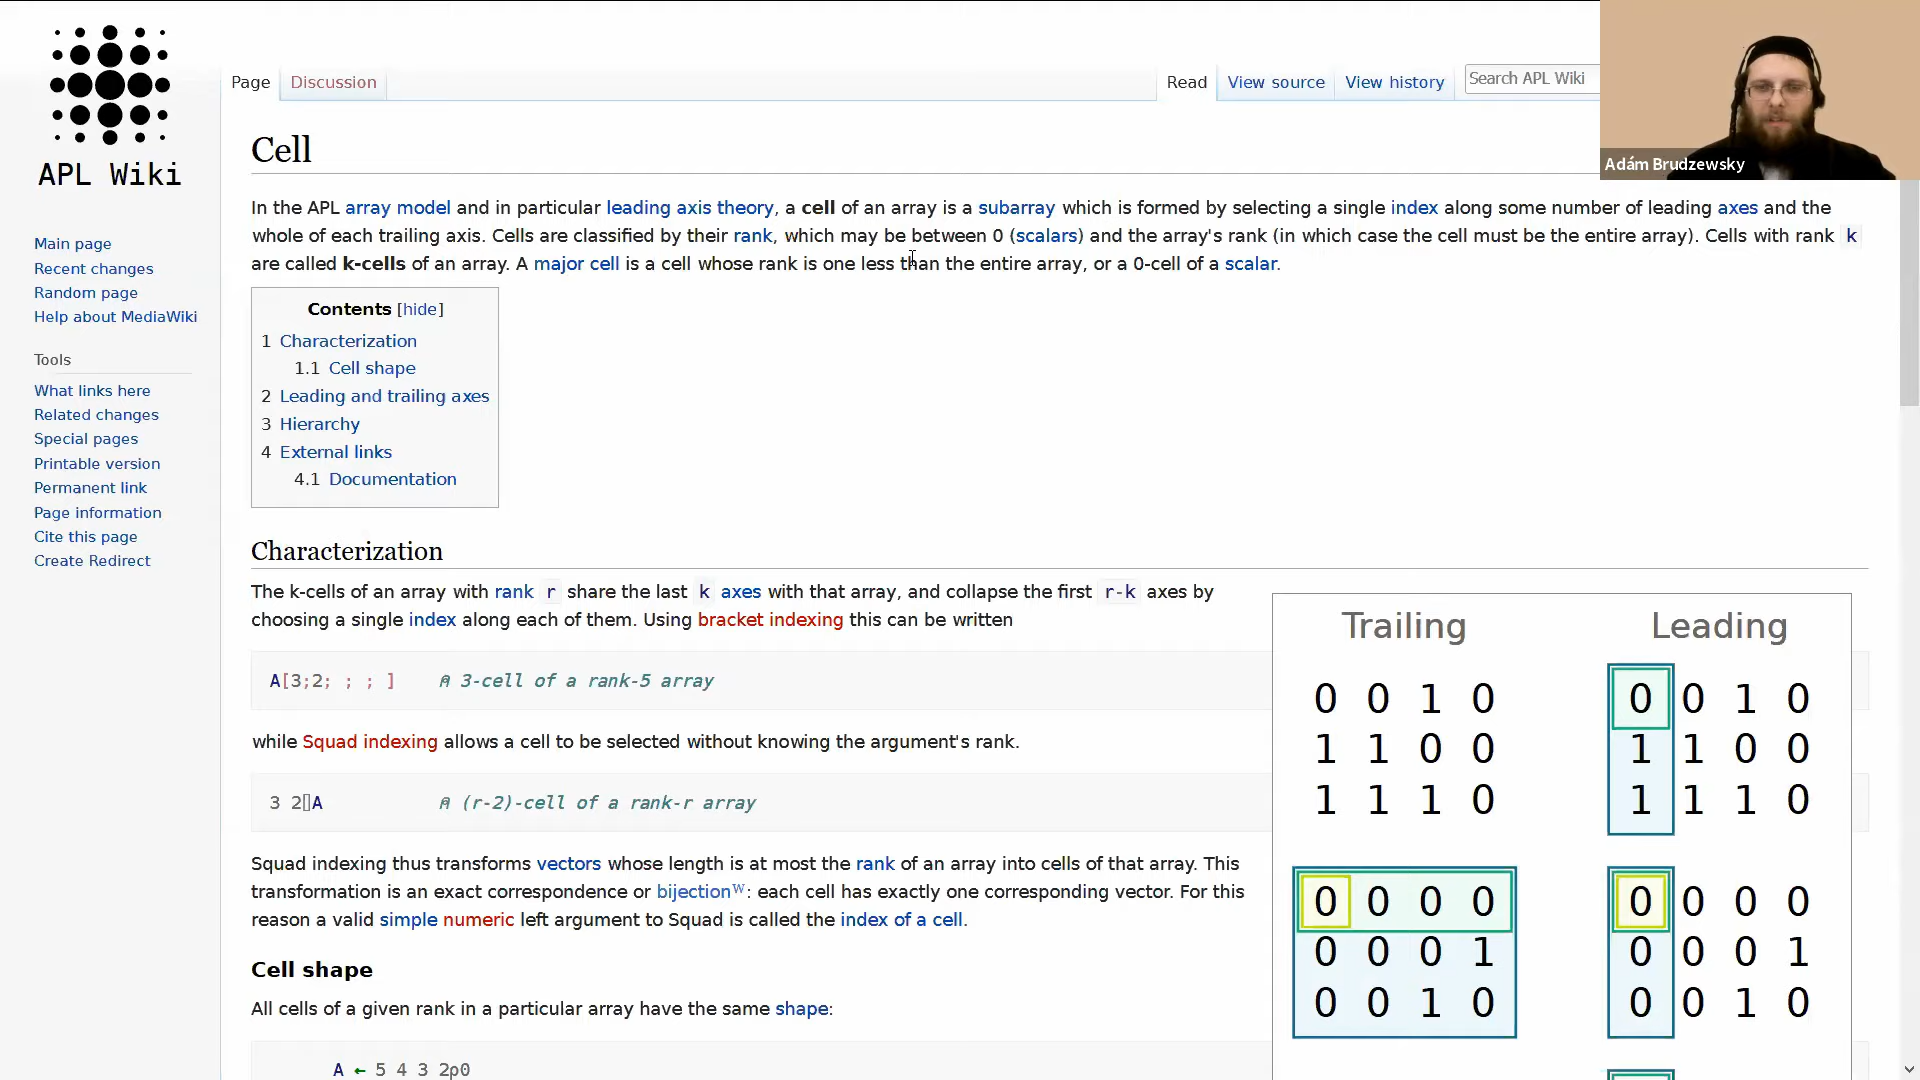 APL Wiki
Main page
Recent changes
Random page
Help about MediaWiki
Tools
What links here
Related changes
Special pages
Printable version
Permanent link
Page information
Cite this page
Create Redirect
Page Discussion Read View source View history Search APL Wiki
Adám Brudzewsky
Cell
In the APL array model and in particular leading axis theory, a cell of an array is a subarray which is formed by selecting a single index along some number of leading axes and the
whole of each trailing axis. Cells are classified by their rank, which may be between 0 (scalars) and the array's rank (in which case the cell must be the entire array). Cells with rank k
are called k-cells of an array. A major cell is a cell whose rank is one less than the entire array, or a 0-cell of a scalar.
Contents [hide]
1 Characterization
1.1 Cell shape
2 Leading and trailing axes
3 Hierarchy
4 External links
4.1 Documentation
Characterization
The k-cells of an array with rank r share the last k axes with that array, and collapse the first r-k axes by
choosing a single index along each of them. Using bracket indexing this can be written
A[3;2; ; ; ] ⍝ 3-cell of a rank-5 array
while Squad indexing allows a cell to be selected without knowing the argument's rank.
3 2⌷A ⍝ (r-2)-cell of a rank-r array
Squad indexing thus transforms vectors whose length is at most the rank of an array into cells of that array. This
transformation is an exact correspondence or bijectionᵂ: each cell has exactly one corresponding vector. For this
reason a valid simple numeric left argument to Squad is called the index of a cell.
Cell shape
All cells of a given rank in a particular array have the same shape:
A ← 5 4 3 2⍴0
Trailing
0 0 1 0
1 1 0 0
1 1 1 0
0 0 0 0
0 0 0 1
0 0 1 0
Leading
0 0 1 0
1 1 0 0
1 1 1 0
0 0 0 0
0 0 0 1
0 0 1 0